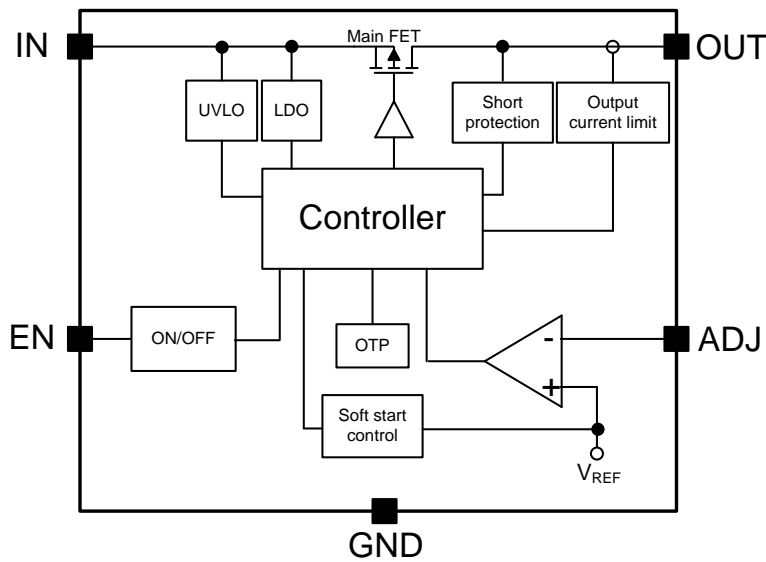 IN
Main FET
OUT
UVLO
LDO
Short
protection
Output
current limit
Controller
EN
ON/OFF
OTP
-
+
ADJ
Soft start
control
VREF
GND